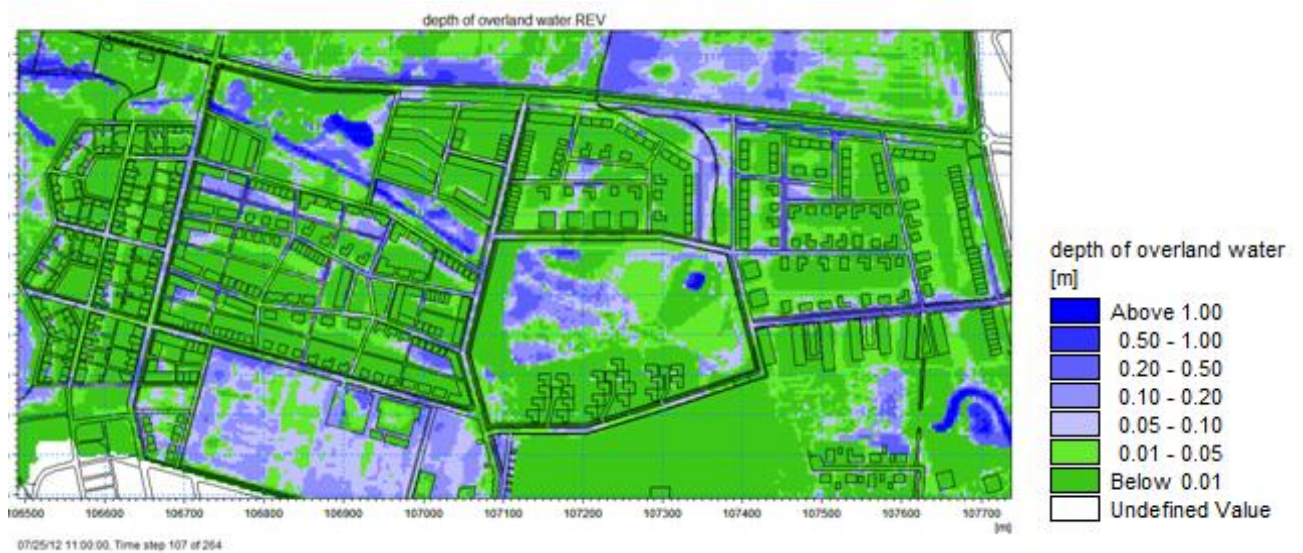 depth of overland water.REV
106500 106600 106700 106800 106900 107000 107100 107200 107300 107400 107500 107600 107700
[m]
07/25/12 11:00:00, Time step 107 of 264
depth of overland water
[m]
Above 1.00
0.50 - 1.00
0.20 - 0.50
0.10 - 0.20
0.05 - 0.10
0.01 - 0.05
Below 0.01
Undefined Value